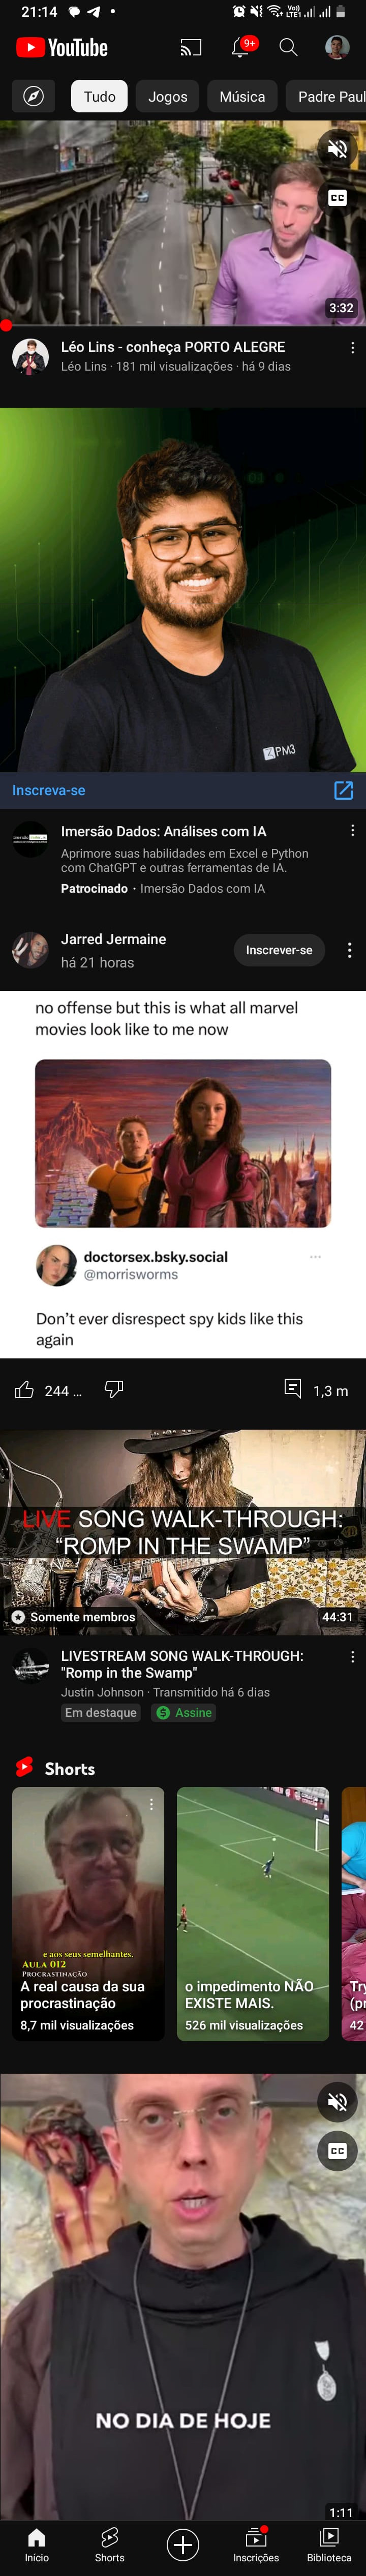 21:14
Vo))
LTE1
YouTube
9+
Tudo
Jogos
Música
Padre Paul
CC
3:32
Léo Lins - conheça PORTO ALEGRE
Léo Lins · 181 mil visualizações · há 9 dias
PM3
Inscreva-se
Imersão Dados: Análises com IA
Aprimore suas habilidades em Excel e Python
com ChatGPT e outras ferramentas de IA.
Patrocinado · Imersão Dados com IA
Jarred Jermaine
há 21 horas
Inscrever-se
no offense but this is what all marvel
movies look like to me now
doctorsex.bsky.social
@morrisworms
Don't ever disrespect spy kids like this
again
244 ...
1,3 m
LIVE SONG WALK-THROUGH:
"ROMP IN THE SWAMP"
Somente membros
44:31
LIVESTREAM SONG WALK-THROUGH:
"Romp in the Swamp"
Justin Johnson · Transmitido há 6 dias
Em destaque
Assine
Shorts
e aos seus semelhantes.
AULA 012
PROCRASTINAÇÃO
A real causa da sua
procrastinação
8,7 mil visualizações
o impedimento NÃO
EXISTE MAIS.
526 mil visualizações
Try
(pr
42
CC
NO DIA DE HOJE
1:11
Início
Shorts
Inscrições
Biblioteca